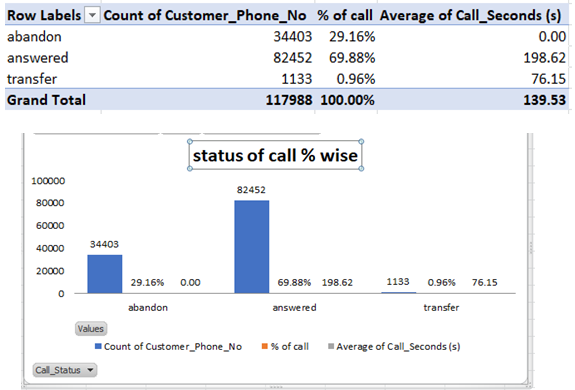 Row Labels Count of Customer_Phone_No % of call Average of Call_Seconds (s)
abandon 34403 29.16% 0.00
answered 82452 69.88% 198.62
transfer 1133 0.96% 76.15
Grand Total 117988 100.00% 139.53
status of call % wise
100000
80000
60000
40000
20000
0
82452
34403
29.16% 0.00 69.88% 198.62 1133 0.96% 76.15
abandon answered transfer
Values
Count of Customer_Phone_No % of call Average of Call_Seconds (s)
Call_Status